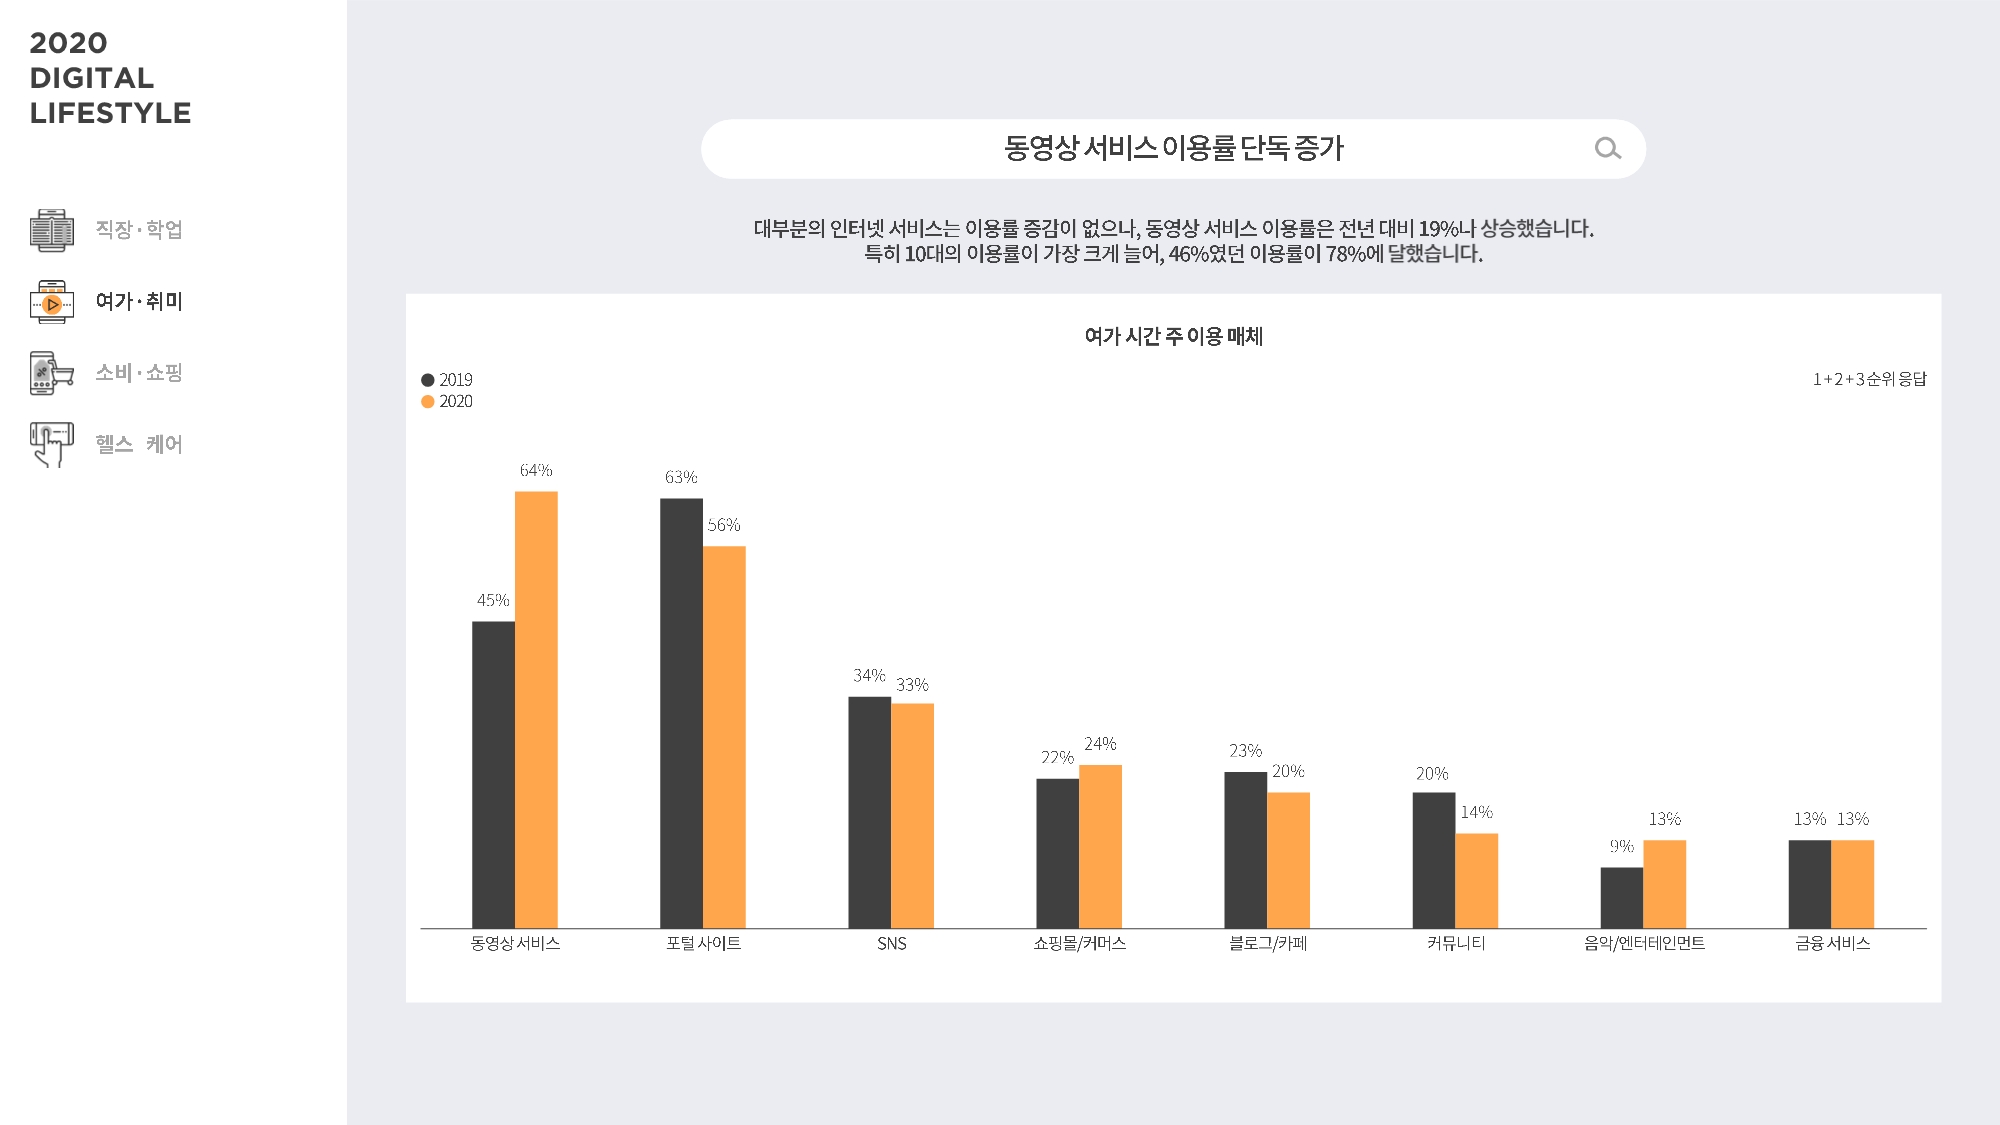 2020
DIGITAL
LIFESTYLE
직장·학업
여가·취미
소비·쇼핑
헬스 케어
동영상 서비스 이용률 단독 증가
대부분의 인터넷 서비스는 이용률 증감이 없으나, 동영상 서비스 이용률은 전년 대비 19%나 상승했습니다.
특히 10대의 이용률이 가장 크게 늘어, 46%였던 이용률이 78%에 달했습니다.
여가 시간 주 이용 매체
2019
2020
1+2+3순위 응답
45% 64%
63% 56%
34% 33%
22% 24%
23% 20%
20% 14%
9% 13%
13% 13%
동영상 서비스 포털 사이트 SNS 쇼핑몰/커머스 블로그/카페 커뮤니티 음악/엔터테인먼트 금융 서비스